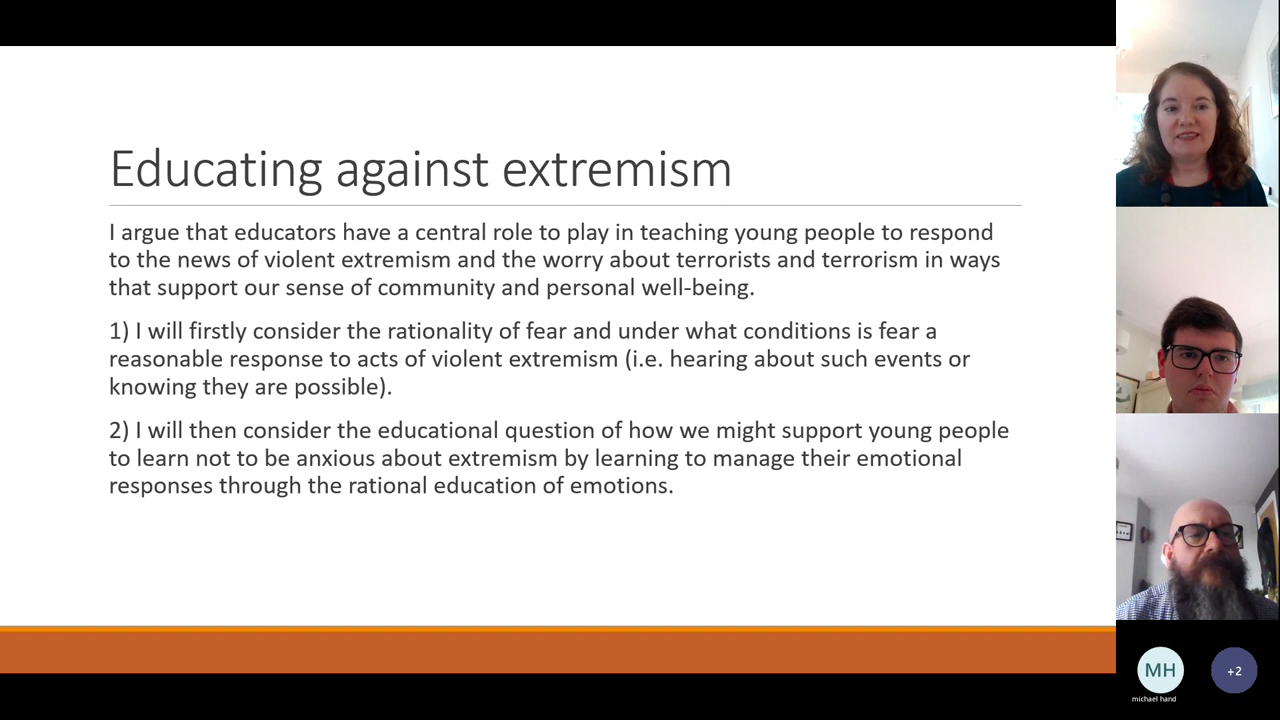 Educating against extremism
I argue that educators have a central role to play in teaching young people to respond
to the news of violent extremism and the worry about terrorists and terrorism in ways
that support our sense of community and personal well-being.
1) I will firstly consider the rationality of fear and under what conditions is fear a
reasonable response to acts of violent extremism (i.e. hearing about such events or
knowing they are possible).
2) I will then consider the educational question of how we might support young people
to learn not to be anxious about extremism by learning to manage their emotional
responses through the rational education of emotions.
MH
+2
michael hand